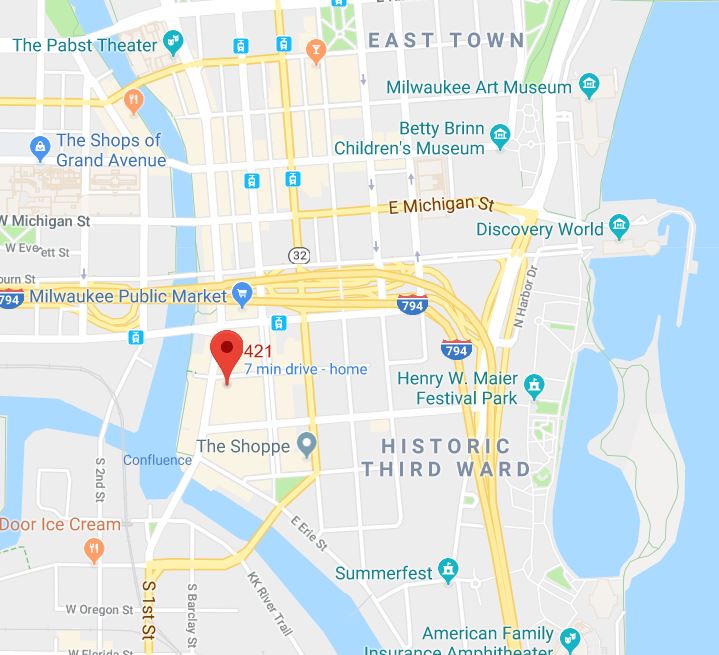 The Pabst Theater
EAST TOWN
Milwaukee Art Museum
Betty Brinn
Children's Museum
The Shops of
Grand Avenue
E Michigan St
W Michigan St
Discovery World
W Eve
ett St
32
ourn St
794
Milwaukee Public Market
794
N Harbor Dr
794
421
7 min drive - home
Henry W. Maier
Festival Park
The Shoppe
HISTORIC
THIRD WARD
Confluence
S 2nd St
Door Ice Cream
E Erie St
Summerfest
KK River Trail
S 1st St
S Barclay St
W Oregon St
American Family
Insurance Amphitheater
W Florida St